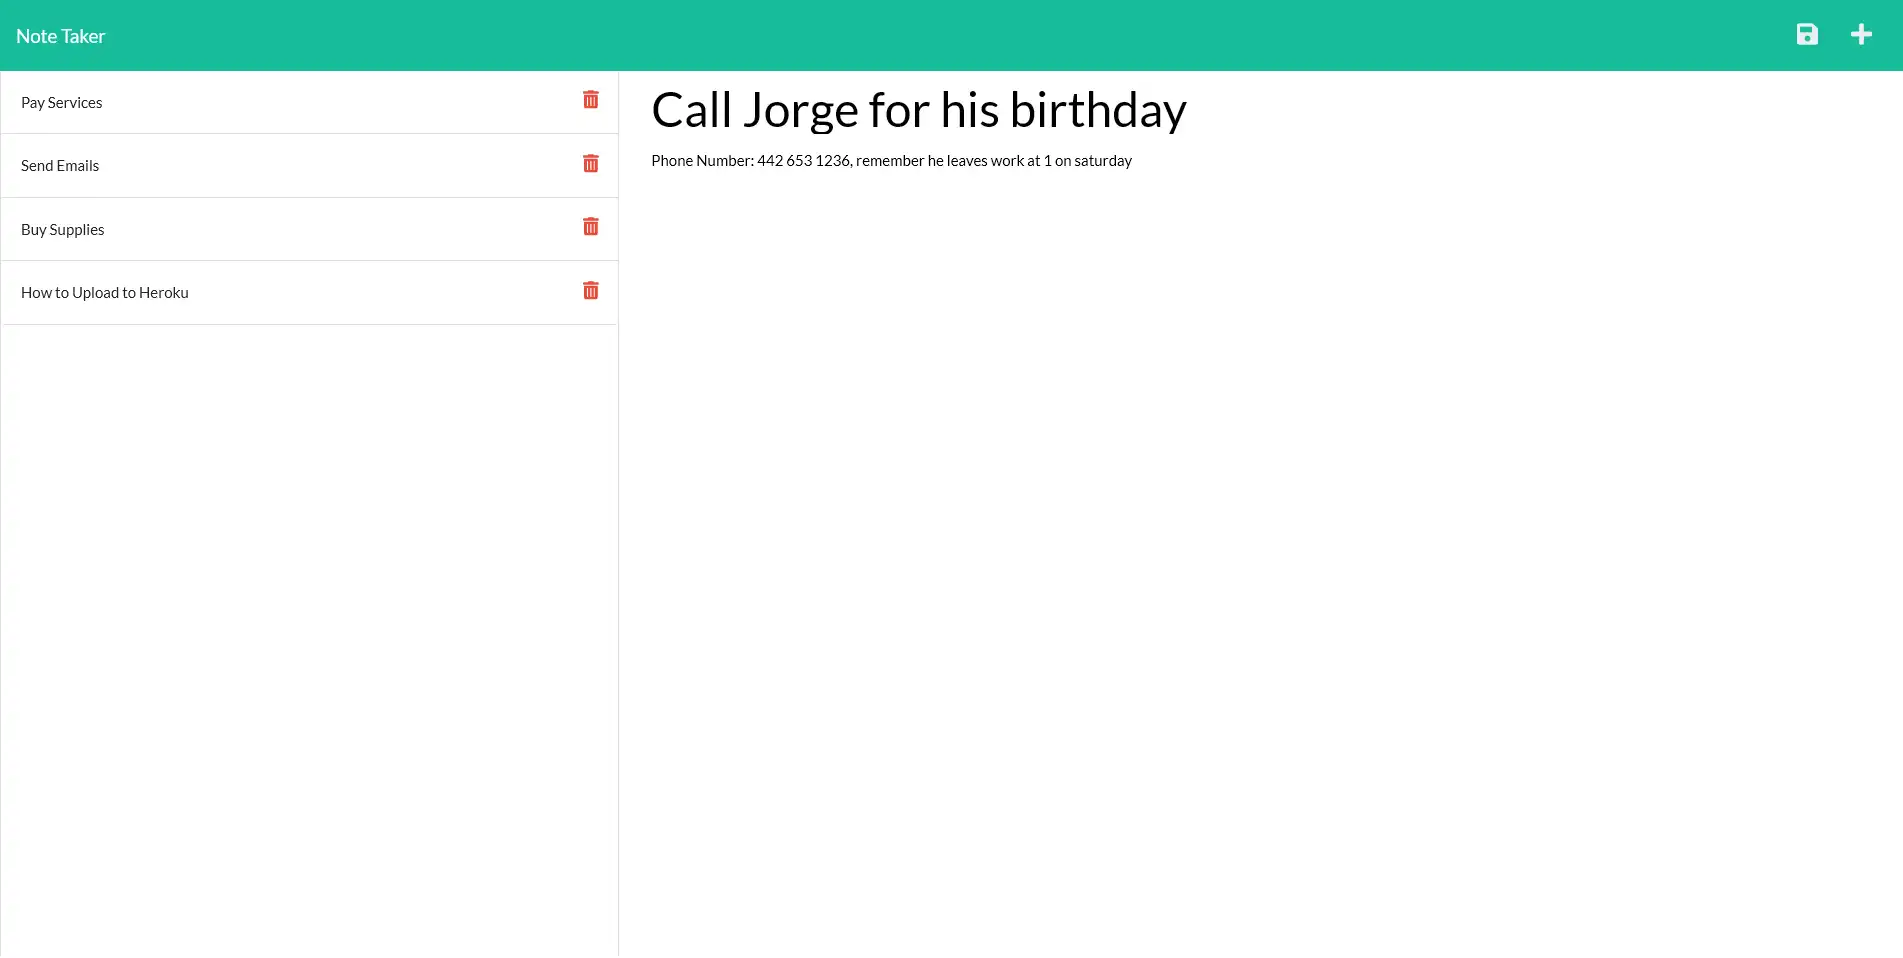 Note Taker
Pay Services
Send Emails
Buy Supplies
How to Upload to Heroku
Call Jorge for his birthday
Phone Number: 442 653 1236, remember he leaves work at 1 on saturday